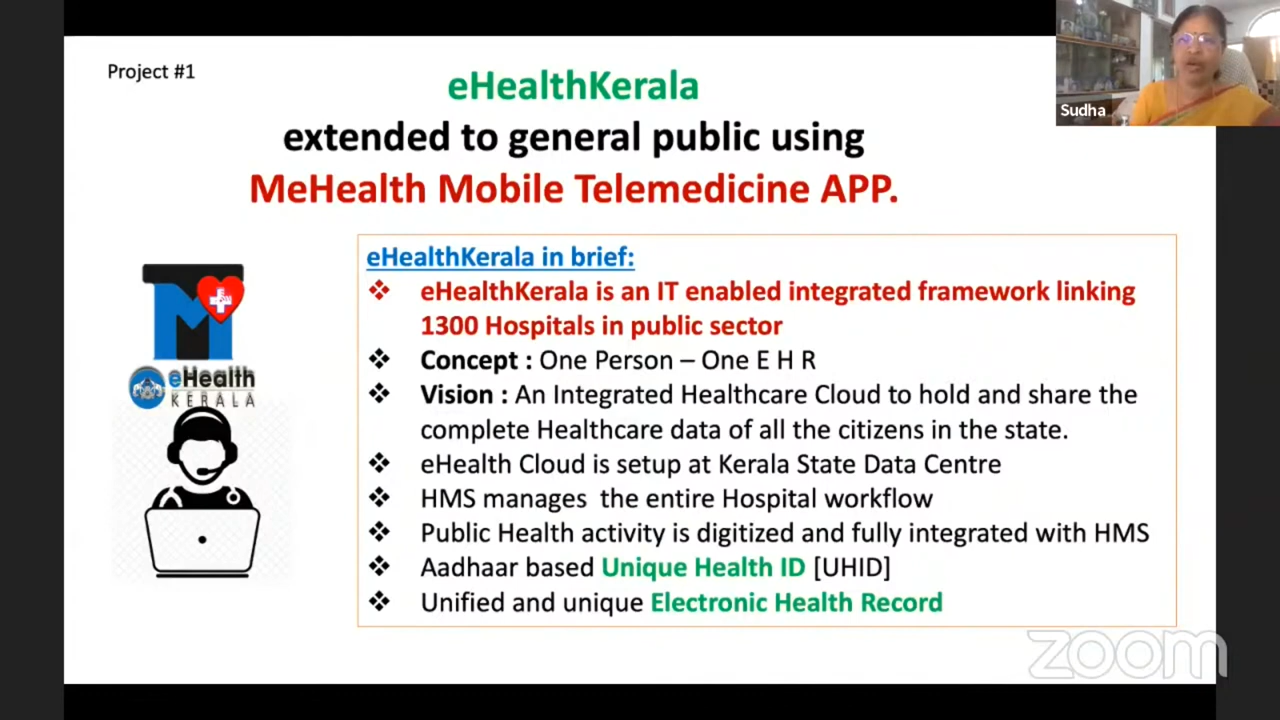 Project #1
eHealthKerala
extended to general public using
MeHealth Mobile Telemedicine APP.
Sudha
eHealthKerala in brief:
❖ eHealthKerala is an IT enabled integrated framework linking
1300 Hospitals in public sector
❖ Concept : One Person – One E H R
❖ Vision : An Integrated Healthcare Cloud to hold and share the
complete Healthcare data of all the citizens in the state.
❖ eHealth Cloud is setup at Kerala State Data Centre
❖ HMS manages the entire Hospital workflow
❖ Public Health activity is digitized and fully integrated with HMS
❖ Aadhaar based Unique Health ID [UHID]
❖ Unified and unique Electronic Health Record
eHealth
KERALA
zoom